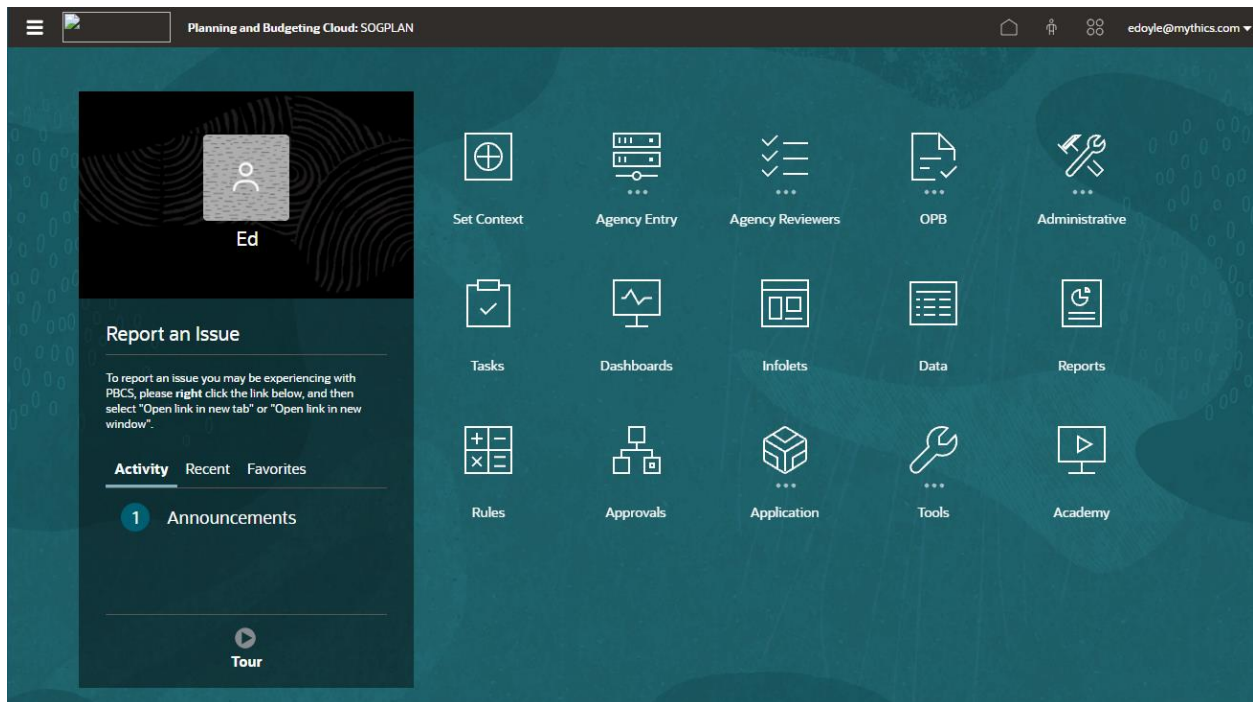 Planning and Budgeting Cloud: SOGPLAN
edoyle@mythics.com
Ed
Report an Issue
To report an issue you may be experiencing with
PBCS, please right click the link below, and then
select "Open link in new tab" or "Open link in new
window".
Activity Recent Favorites
1 Announcements
Tour
Set Context Agency Entry Agency Reviewers OPB Administrative
Tasks Dashboards Infolets Data Reports
Rules Approvals Application Tools Academy